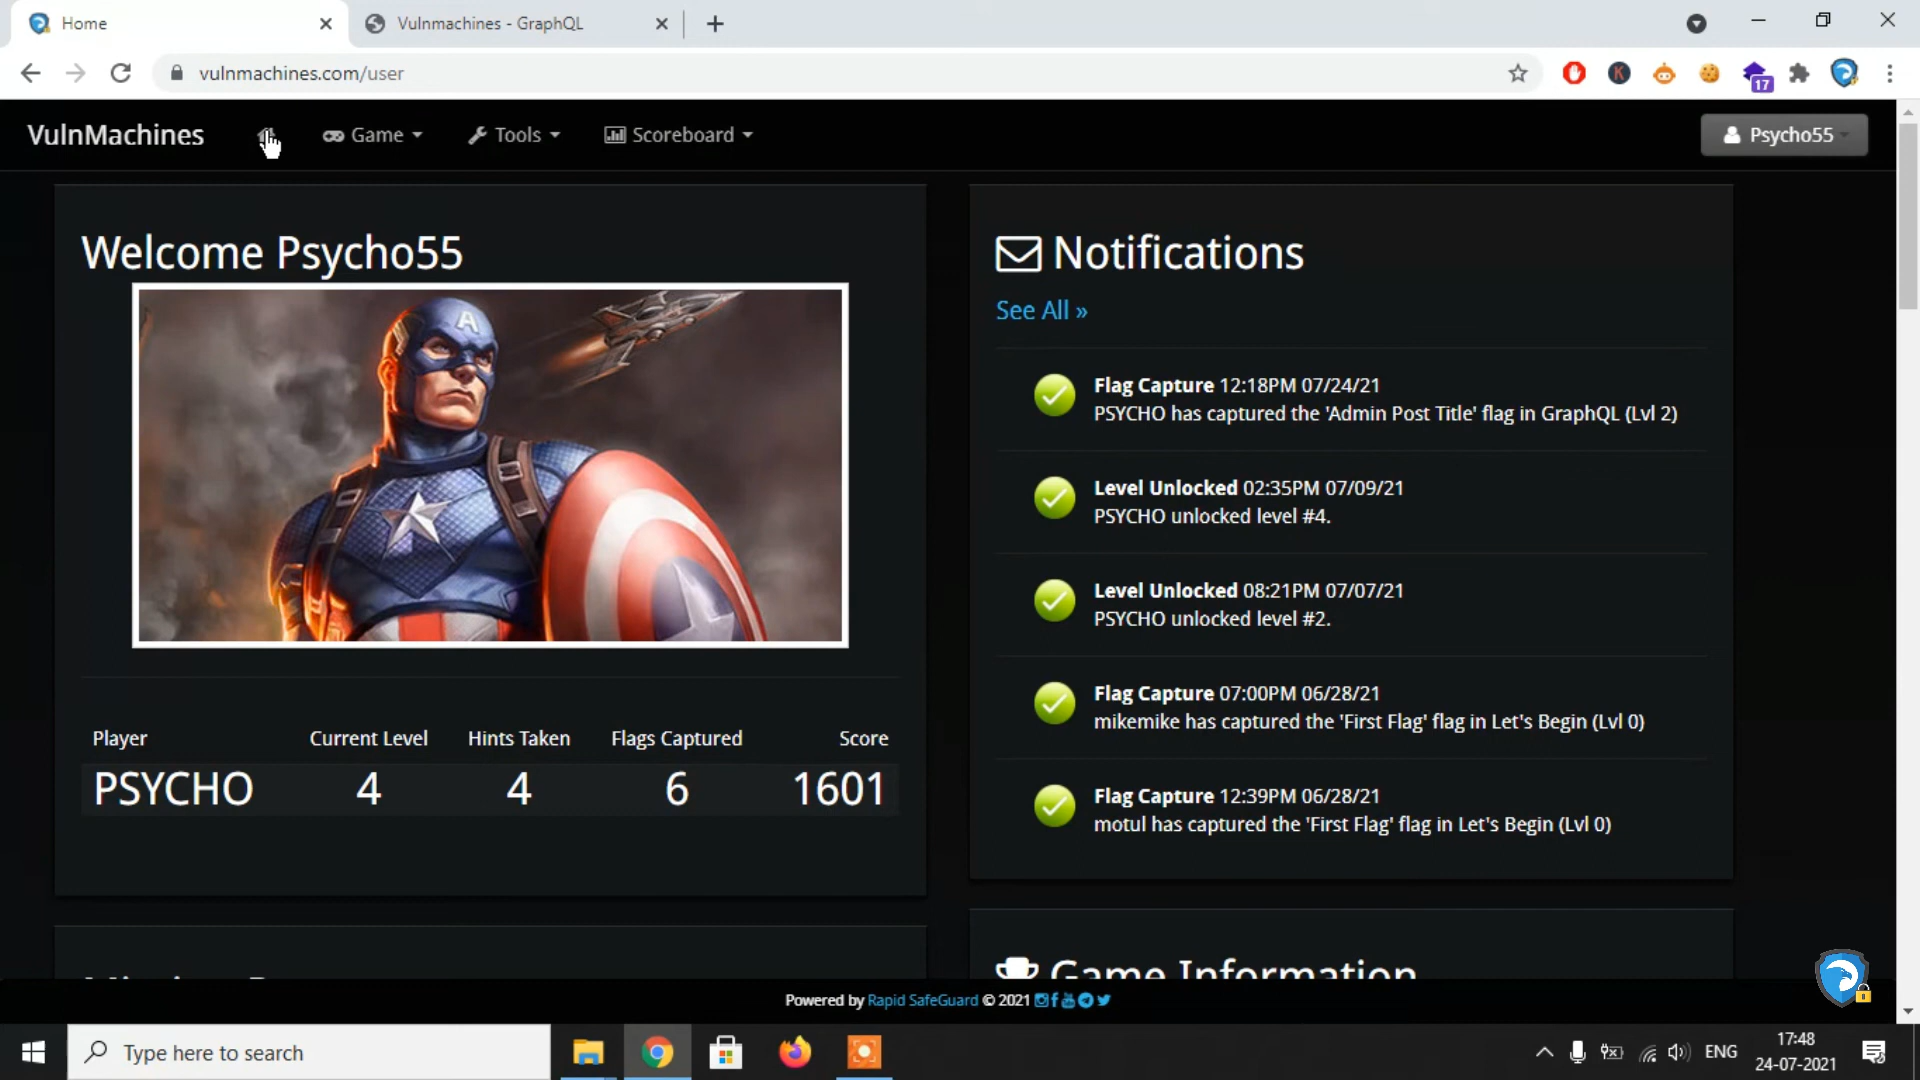 Home
Vulnmachines - GraphQL
vulnmachines.com/user
17
VulnMachines
Game
Tools
Scoreboard
Psycho55
Welcome Psycho55
A
Player Current Level Hints Taken Flags Captured Score
PSYCHO 4 4 6 1601
Notifications
See All »
Flag Capture 12:18PM 07/24/21
PSYCHO has captured the 'Admin Post Title' flag in GraphQL (Lvl 2)
Level Unlocked 02:35PM 07/09/21
PSYCHO unlocked level #4.
Level Unlocked 08:21PM 07/07/21
PSYCHO unlocked level #2.
Flag Capture 07:00PM 06/28/21
mikemike has captured the 'First Flag' flag in Let's Begin (Lvl 0)
Flag Capture 12:39PM 06/28/21
motul has captured the 'First Flag' flag in Let's Begin (Lvl 0)
Game Information
Powered by Rapid SafeGuard © 2021
Type here to search
ENG
17:48
24-07-2021